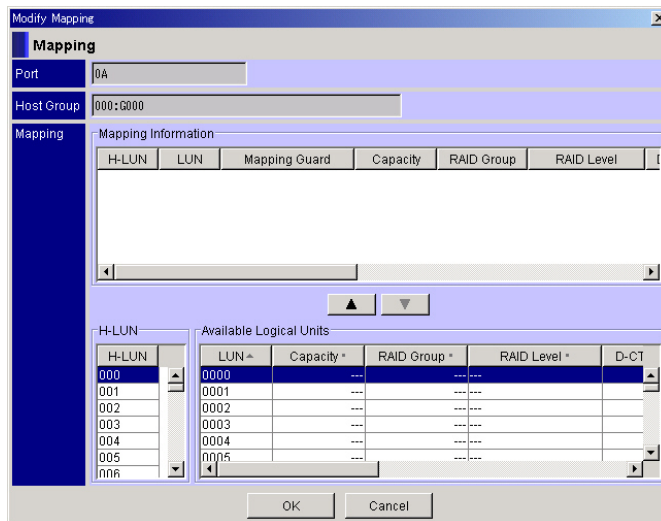 Modify Mapping
Mapping
Port 0A
Host Group 000:G000
Mapping
Mapping Information
H-LUN LUN Mapping Guard Capacity RAID Group RAID Level
H-LUN Available Logical Units
H-LUN LUN Capacity RAID Group RAID Level D-CT
000 0000 --- --- ---
001 0001 --- --- ---
002 0002 --- --- ---
003 0003 --- --- ---
004 0004 --- --- ---
005 0005 --- --- ---
006
OK Cancel